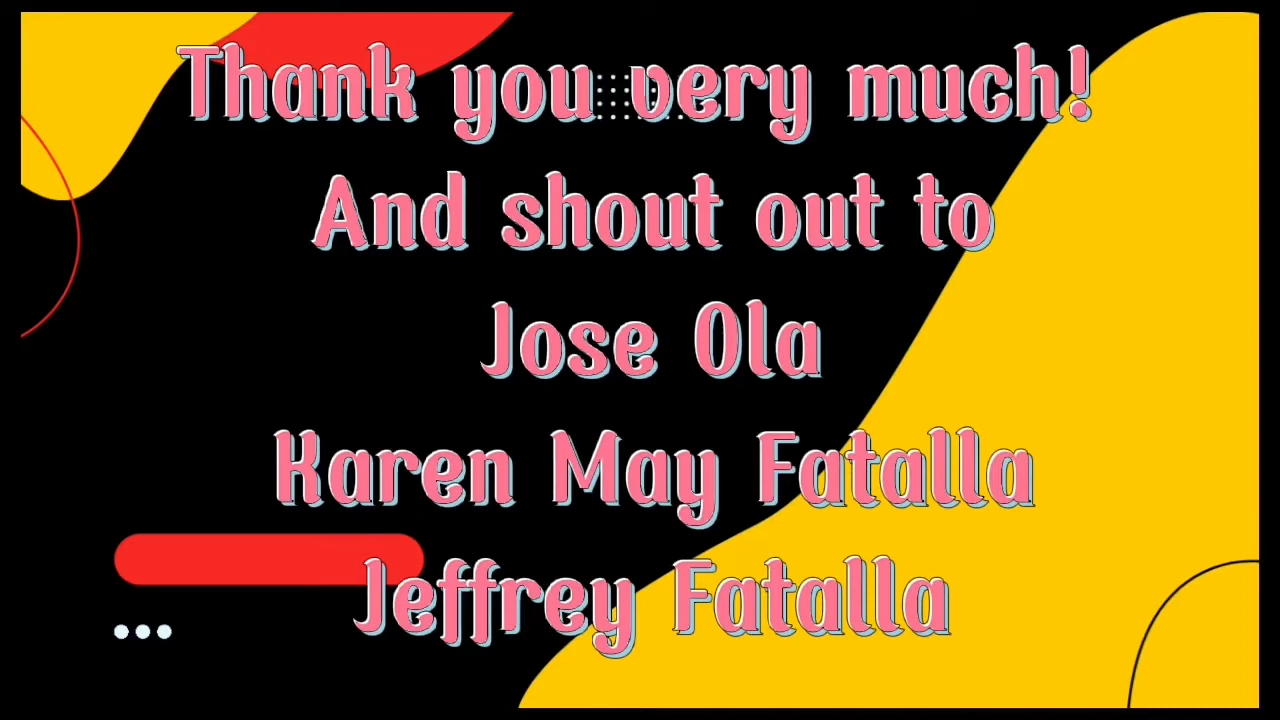 Thank you very much!
And shout out to
Jose Ola
Karen May Fatalla
Jeffrey Fatalla